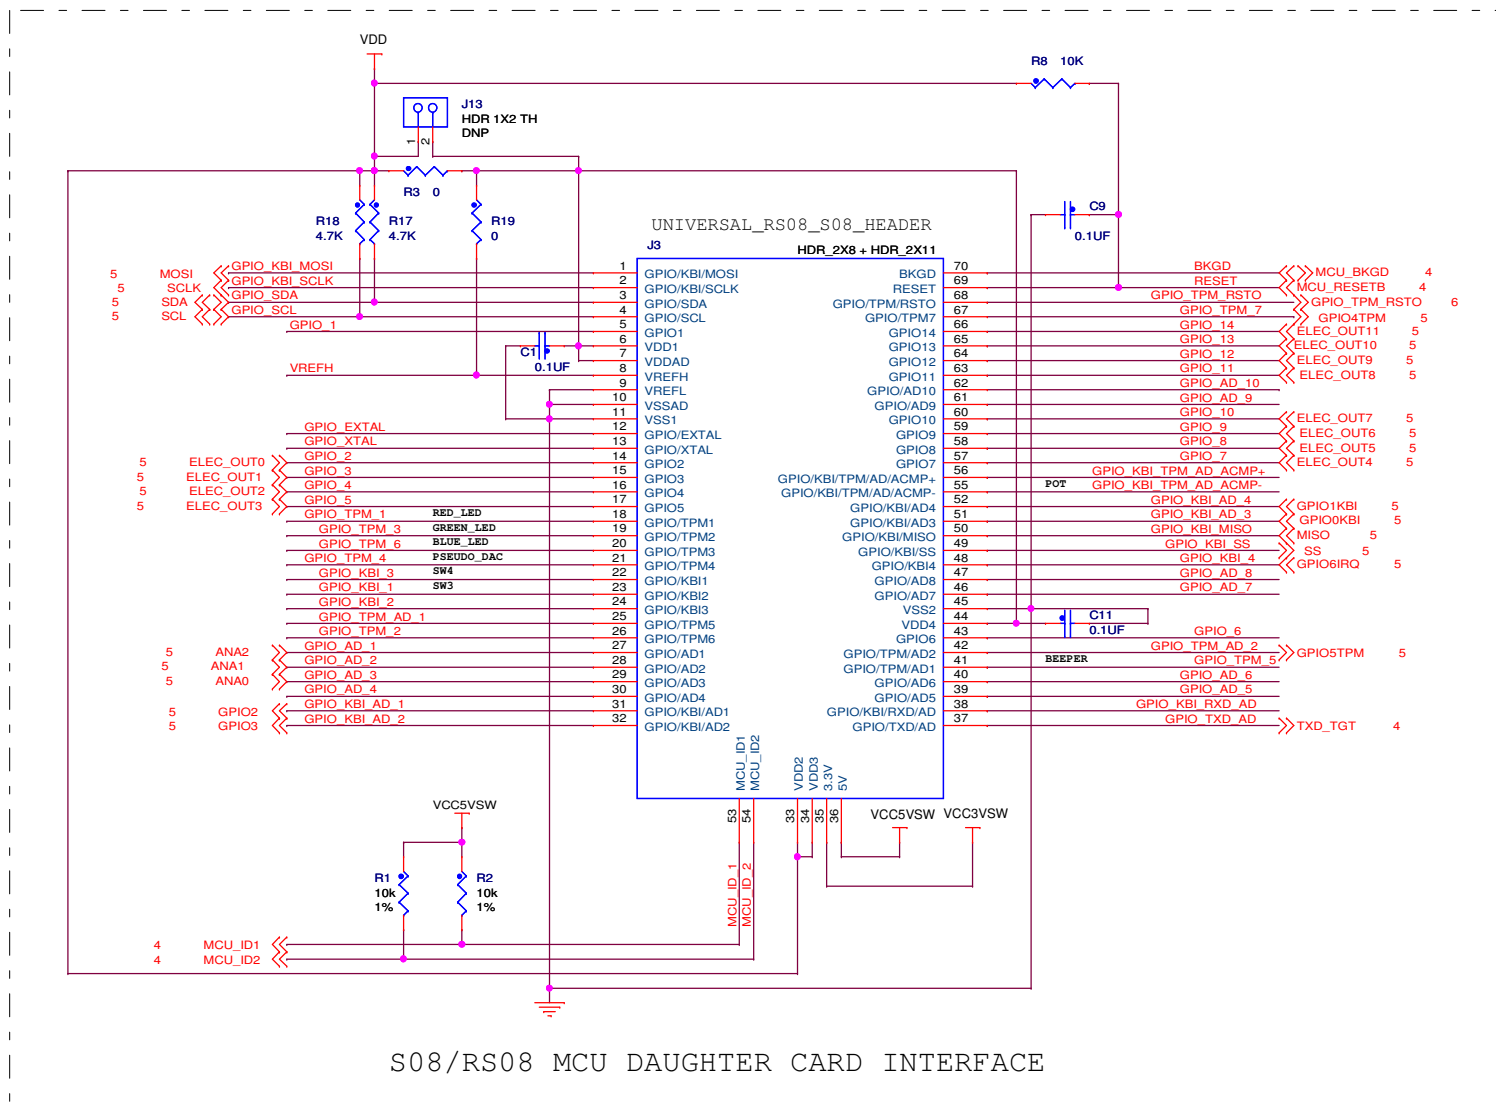 VDD
R8 10K
J13
HDR 1X2 TH
DNP
1
2
R3 0
R18
4.7K
R17
4.7K
R19
0
C9
0.1UF
UNIVERSAL_RS08_S08_HEADER
J3
HDR_2X8 + HDR_2X11
5 MOSI GPIO_KBI_MOSI 1 GPIO/KBI/MOSI
5 SCLK GPIO_KBI_SCLK 2 GPIO/KBI/SCLK
5 SDA GPIO_SDA 3 GPIO/SDA
5 SCL GPIO_SCL 4 GPIO/SCL
GPIO_1 5 GPIO1
6 VDD1
7 VDDAD
C1
0.1UF
VREFH 8 VREFH
9 VREFL
10 VSSAD
11 VSS1
GPIO_EXTAL 12 GPIO/EXTAL
GPIO_XTAL 13 GPIO/XTAL
5 ELEC_OUT0 GPIO_2 14 GPIO2
5 ELEC_OUT1 GPIO_3 15 GPIO3
5 ELEC_OUT2 GPIO_4 16 GPIO4
5 ELEC_OUT3 GPIO_5 17 GPIO5
GPIO_TPM_1 RED_LED 18 GPIO/TPM1
GPIO_TPM_3 GREEN_LED 19 GPIO/TPM2
GPIO_TPM_6 BLUE_LED 20 GPIO/TPM3
GPIO_TPM_4 PSEUDO_DAC 21 GPIO/TPM4
GPIO_KBI_3 SW4 22 GPIO/KBI1
GPIO_KBI_1 SW3 23 GPIO/KBI2
GPIO_KBI_2 24 GPIO/KBI3
GPIO_TPM_AD_1 25 GPIO/TPM5
GPIO_TPM_2 26 GPIO/TPM6
5 ANA2 GPIO_AD_1 27 GPIO/AD1
5 ANA1 GPIO_AD_2 28 GPIO/AD2
5 ANA0 GPIO_AD_3 29 GPIO/AD3
GPIO_AD_4 30 GPIO/AD4
5 GPIO2 GPIO_KBI_AD_1 31 GPIO/KBI/AD1
5 GPIO3 GPIO_KBI_AD_2 32 GPIO/KBI/AD2
BKGD 70 BKGD MCU_BKGD 4
RESET 69 RESET MCU_RESETB 4
GPIO/TPM/RSTO 68 GPIO_TPM_RSTO GPIO_TPM_RSTO 6
GPIO/TPM7 67 GPIO_TPM_7 GPIO4TPM 5
GPIO14 66 GPIO_14 ELEC_OUT11 5
GPIO13 65 GPIO_13 ELEC_OUT10 5
GPIO12 64 GPIO_12 ELEC_OUT9 5
GPIO11 63 GPIO_11 ELEC_OUT8 5
GPIO/AD10 62 GPIO_AD_10
GPIO/AD9 61 GPIO_AD_9
GPIO10 60 GPIO_10 ELEC_OUT7 5
GPIO9 59 GPIO_9 ELEC_OUT6 5
GPIO8 58 GPIO_8 ELEC_OUT5 5
GPIO7 57 GPIO_7 ELEC_OUT4 5
GPIO/KBI/TPM/AD/ACMP+ 56 GPIO_KBI_TPM_AD_ACMP+
GPIO/KBI/TPM/AD/ACMP- 55 POT GPIO_KBI_TPM_AD_ACMP-
GPIO/KBI/AD4 52 GPIO_KBI_AD_4 GPIO1KBI 5
GPIO/KBI/AD3 51 GPIO_KBI_AD_3 GPIO0KBI 5
GPIO/KBI/MISO 50 GPIO_KBI_MISO MISO 5
GPIO/KBI/SS 49 GPIO_KBI_SS SS 5
GPIO/KBI4 48 GPIO_KBI_4 GPIO6IRQ 5
GPIO/AD8 47 GPIO_AD_8
GPIO/AD7 46 GPIO_AD_7
VSS2 45
VDD4 44
C11
0.1UF
GPIO6 43 GPIO_6
GPIO/TPM/AD2 42 GPIO_TPM_AD_2 GPIO5TPM 5
GPIO/TPM/AD1 41 BEEPER GPIO_TPM_5
GPIO/AD6 40 GPIO_AD_6
GPIO/AD5 39 GPIO_AD_5
GPIO/KBI/RXD/AD 38 GPIO_KBI_RXD_AD
GPIO/TXD/AD 37 GPIO_TXD_AD TXD_TGT 4
MCU_ID1
MCU_ID2
VDD2
VDD3
3.3V
5V
53
54
33
34
35
36
VCC5VSW
VCC5VSW
VCC3VSW
MCU_ID_1
MCU_ID_2
R1
10k
1%
R2
10k
1%
4 MCU_ID1
4 MCU_ID2
S08/RS08 MCU DAUGHTER CARD INTERFACE